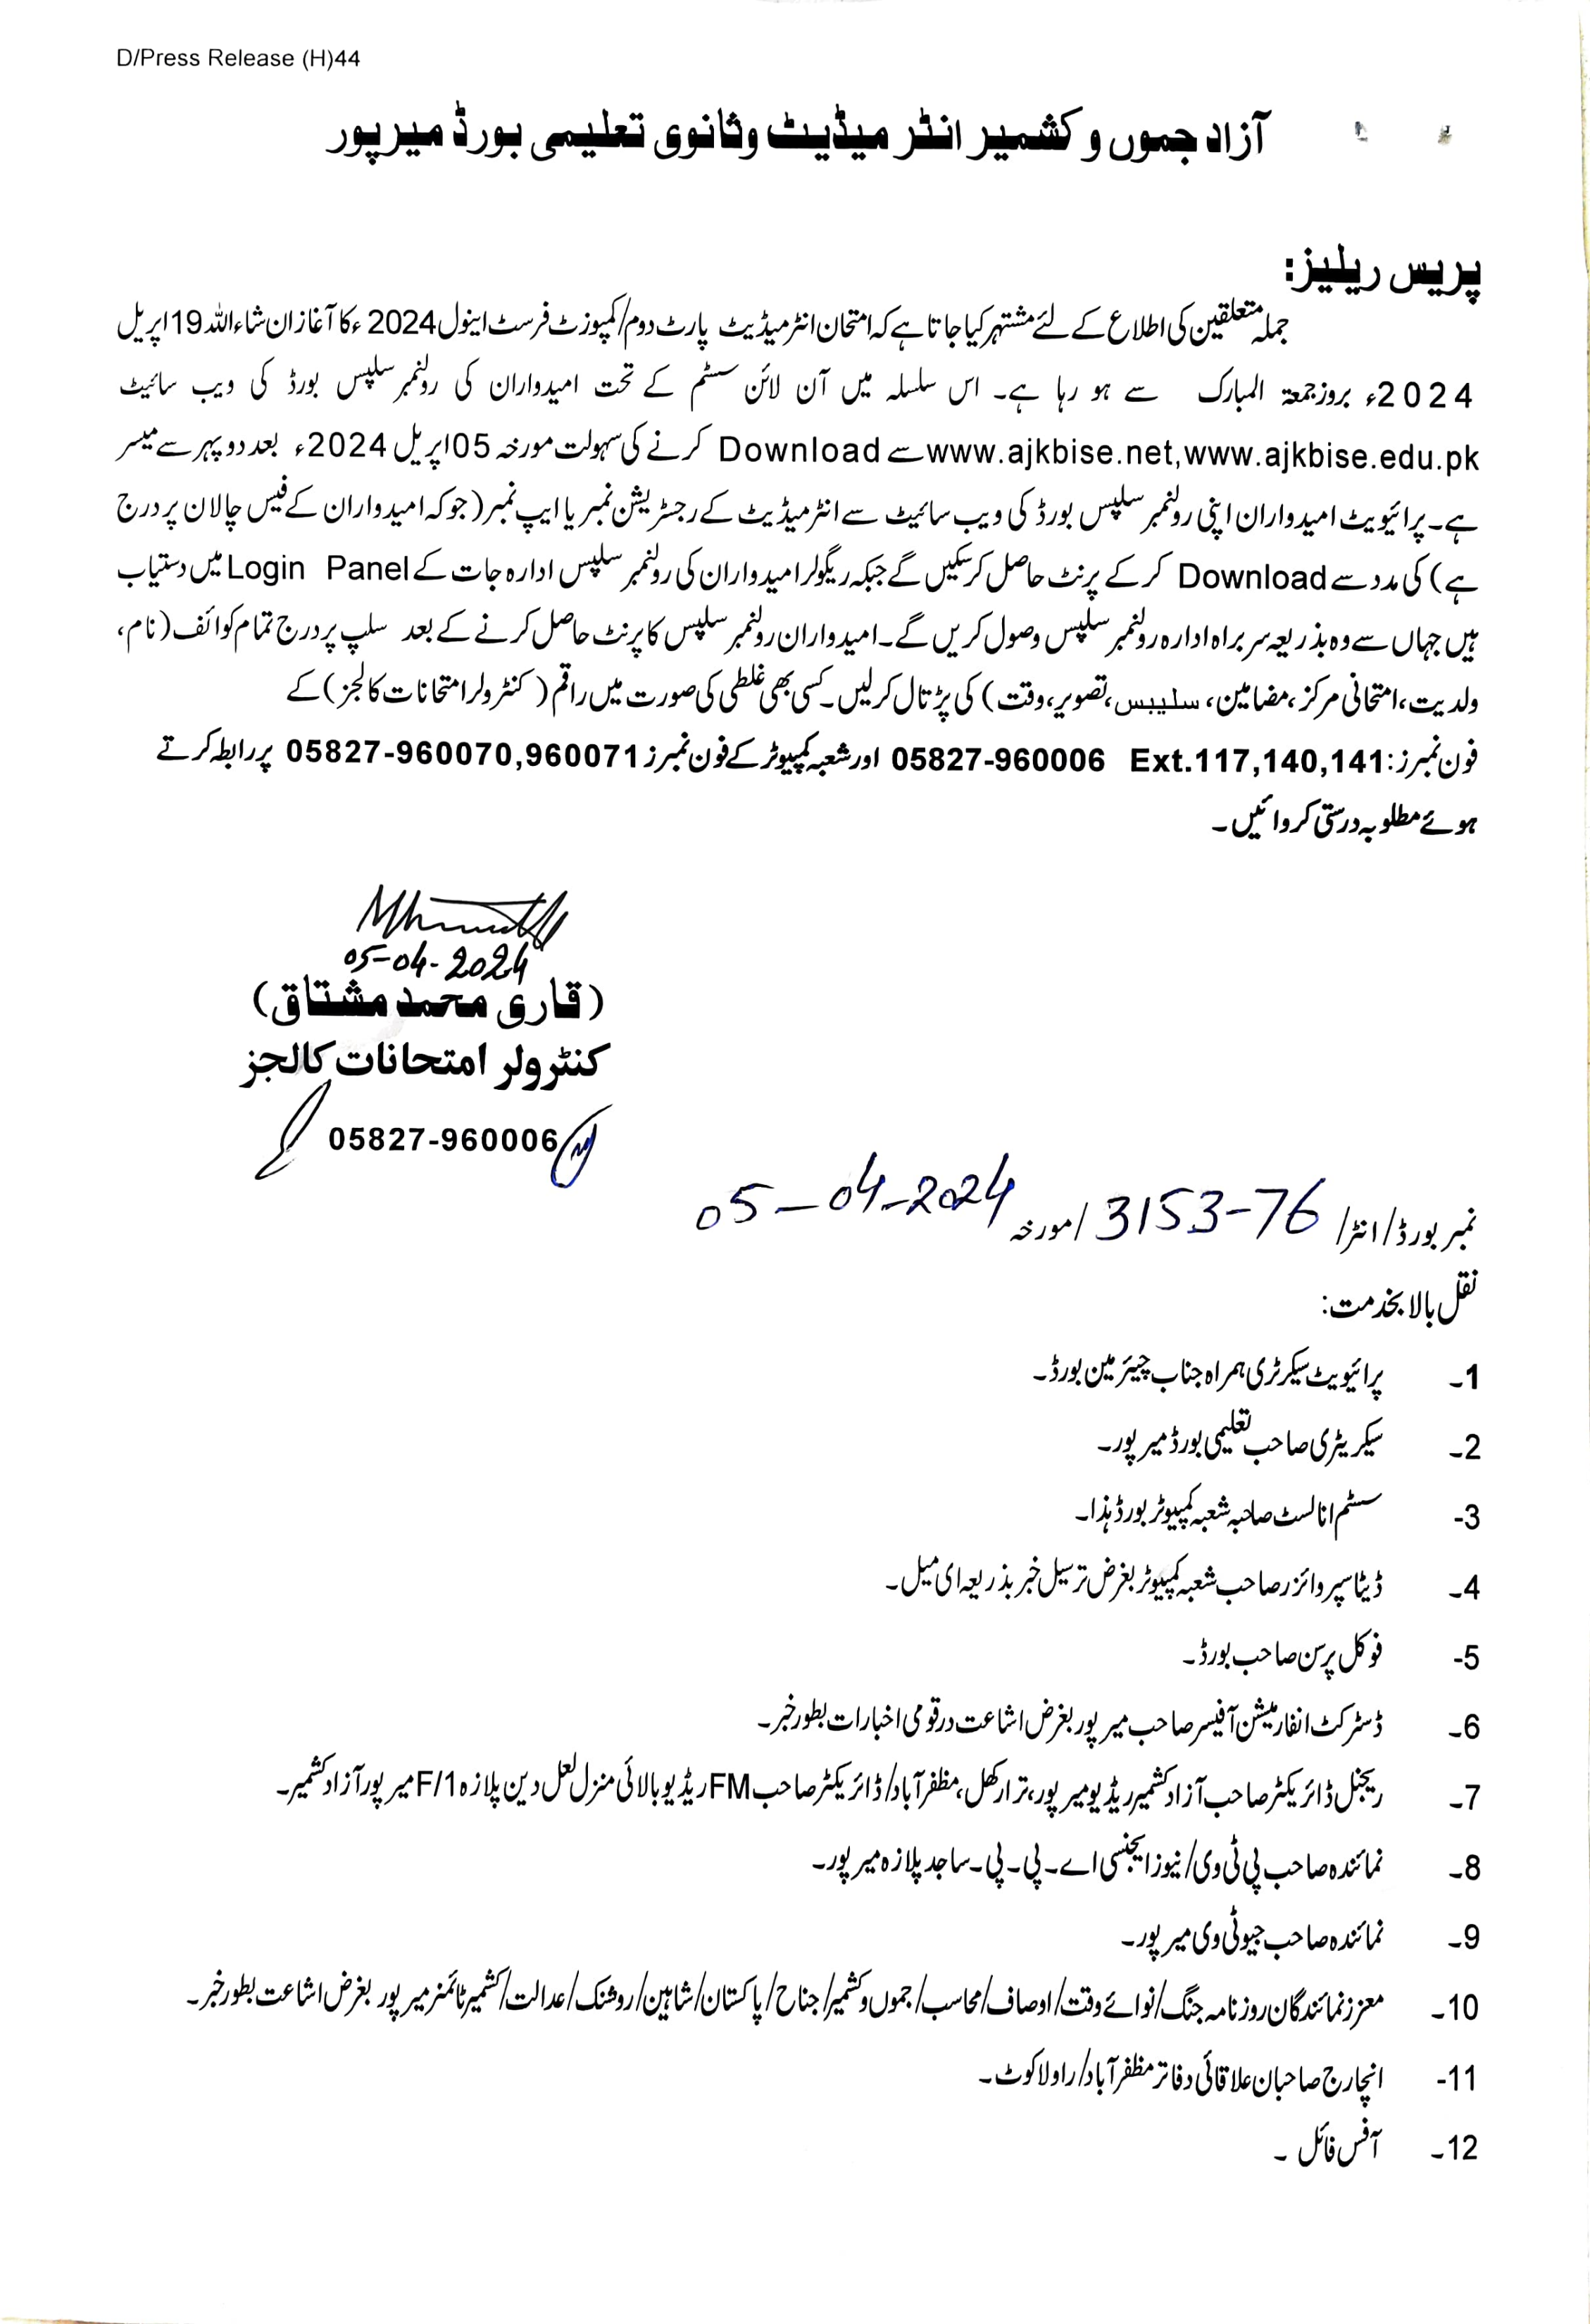 D/Press Release (H)44
آزاد جموں و کشمیر انٹر میڈیٹ وثانوی تعلیمی بورڈ میرپور
پریس ریلیز:
جملہ متعلقین کی اطلاع کے لئے مشتہر کیا جاتا ہے کہ امتحان انٹرمیڈیٹ پارٹ دوم/کمپوزٹ فرسٹ اینول 2024ء کا آغاز ان شاءاللہ 19اپریل
2024ء بروز جمعۃ المبارک سے ہو رہا ہے۔ اس سلسلہ میں آن لائن سسٹم کے تحت امیدواران کی رولنمبر سلپس بورڈ کی ویب سائیٹ
www.ajkbise.net,www.ajkbise.edu.pk سے Download کرنے کی سہولت مورخہ 05اپریل 2024ء بعد دوپہر سے میسر
ہے۔ پرائیویٹ امیدواران اپنی رولنمبر سلپس بورڈ کی ویب سائیٹ سے انٹرمیڈیٹ کے رجسٹریشن نمبر یا ایپ نمبر (جو کہ امیدواران کے فیس چالان پر درج
ہے) کی مدد سے Download کر کے پرنٹ حاصل کر سکیں گے جبکہ ریگولر امیدواران کی رولنمبر سلپس ادارہ جات کے Login Panel میں دستیاب
ہیں جہاں سے وہ بذریعہ سربراہ ادارہ رولنمبر سلپس وصول کریں گے۔ امیدواران رولنمبر سلپس کا پرنٹ حاصل کرنے کے بعد سلپ پر درج تمام کوائف (نام،
ولدیت، امتحانی مرکز، مضامین، سلیبس، تصویر، وقت) کی پڑتال کر لیں۔ کسی بھی غلطی کی صورت میں راقم (کنٹرولر امتحانات کالجز) کے
فون نمبرز: 05827-960006 Ext.117,140,141 اور شعبہ کمپیوٹر کے فون نمبرز 05827-960070,960071 پر رابطہ کرتے
ہوئے مطلوبہ درستی کروائیں۔
05-04-2024
(قاری محمد مشتاق)
کنٹرولر امتحانات کالجز
05827-960006
نمبر بورڈ/انٹر/ 3153-76 /مورخہ 05-04-2024
نقل بالا بخدمت:
1۔ پرائیویٹ سیکرٹری ہمراہ جناب چیئرمین بورڈ۔
2۔ سیکریٹری صاحب تعلیمی بورڈ میرپور۔
3- سسٹم انالسٹ صاحبہ شعبہ کمپیوٹر بورڈ ہذا۔
4۔ ڈیٹا سپروائزر صاحب شعبہ کمپیوٹر بغرض ترسیل خبر بذریعہ ای میل۔
5- فوکل پرسن صاحب بورڈ۔
6۔ ڈسٹرکٹ انفارمیشن آفیسر صاحب میرپور بغرض اشاعت در قومی اخبارات بطور خبر۔
7۔ ریجنل ڈائریکٹر صاحب آزاد کشمیر ریڈیو میرپور، تراڑکھل، مظفرآباد/ ڈائریکٹر صاحب FM ریڈیو بالائی منزل لعل دین پلازہ F/1 میرپور آزاد کشمیر۔
8۔ نمائندہ صاحب پی ٹی وی/ نیوز ایجنسی اے۔پی۔پی۔ ساجد پلازہ میرپور۔
9۔ نمائندہ صاحب جیو ٹی وی میرپور۔
10۔ معزز نمائندگان روزنامہ جنگ/ نوائے وقت/ اوصاف/ محاسب/ جموں و کشمیر/ جناح/ پاکستان/ شاہین/ روشنک/ عدالت/ کشمیر ٹائمنر میرپور بغرض اشاعت بطور خبر۔
11- انچارج صاحبان علاقائی دفاتر مظفرآباد/ راولاکوٹ۔
12۔ آفس فائل ۔